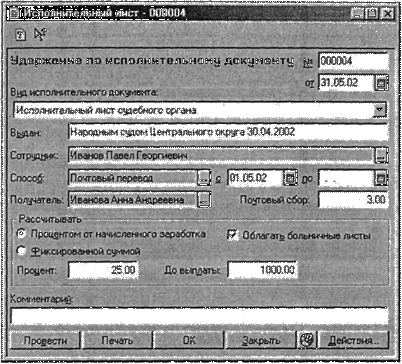 Исполнительный лист - 000004
Удержание по исполнительному документу № 000004
от 31.05.02
Вид исполнительного документа:
Исполнительный лист судебного органа
Выдан: Народным судом Центрального округа 30.04.2002
Сотрудник: Иванов Павел Георгиевич ...
Способ: Почтовый перевод ... с 01.05.02 по . .
Получатель: Иванова Анна Андреевна ... Почтовый сбор: 3.00
Рассчитывать
Процентом от начисленного заработка Облагать больничные листы
Фиксированной суммой
Процент: 25.00 До выплаты: 1000.00
Комментарий:
Провести Печать OK Закрыть Действия...